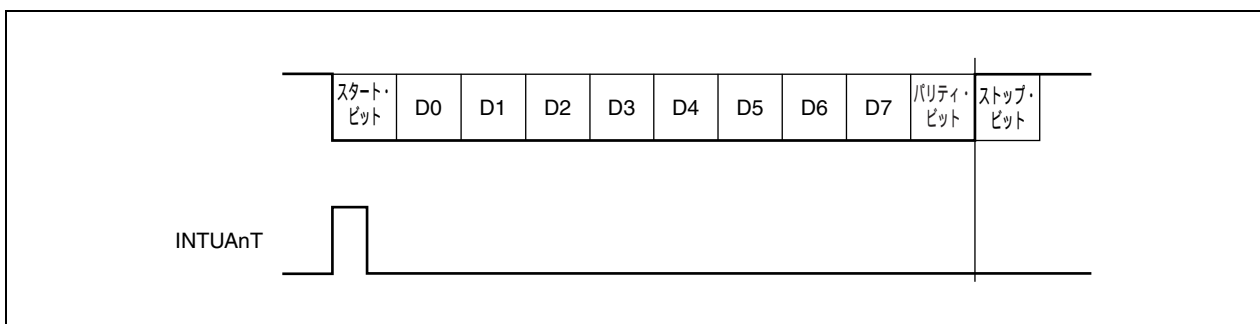 スタート・
ビット
D0
D1
D2
D3
D4
D5
D6
D7
パリティ・
ビット
ストップ・
ビット
INTUAnT